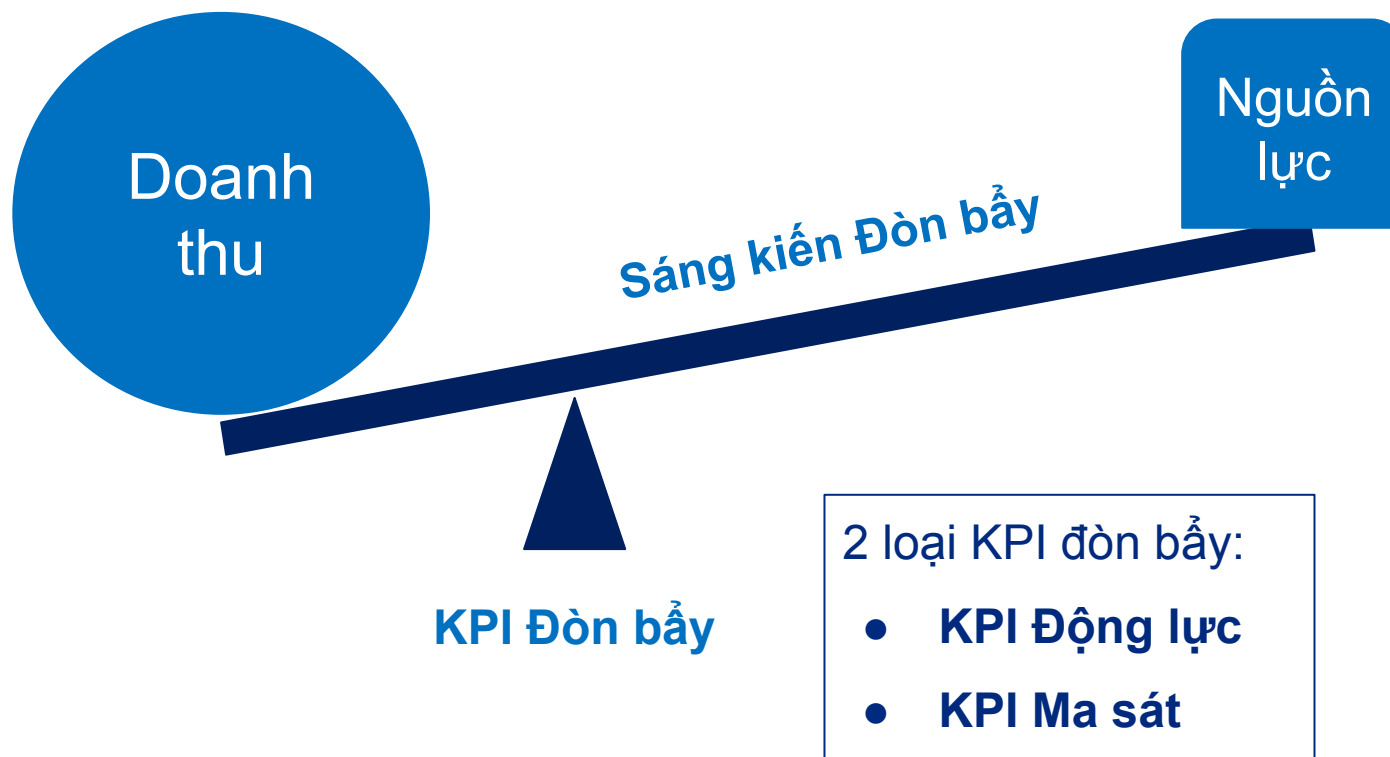 Doanh
thu
Nguồn
lực
Sáng kiến Đòn bẩy
KPI Đòn bẩy
2 loại KPI đòn bẩy:
● KPI Động lực
● KPI Ma sát